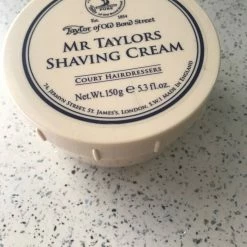 Est. 1854
Taylor of Old Bond Street
MR TAYLORS
SHAVING CREAM
COURT HAIRDRESSERS
Net Wt. 150g ℮ 5.3 fl. oz.
74, JERMYN STREET, ST. JAMES'S, LONDON, S.W.1 MADE IN ENGLAND